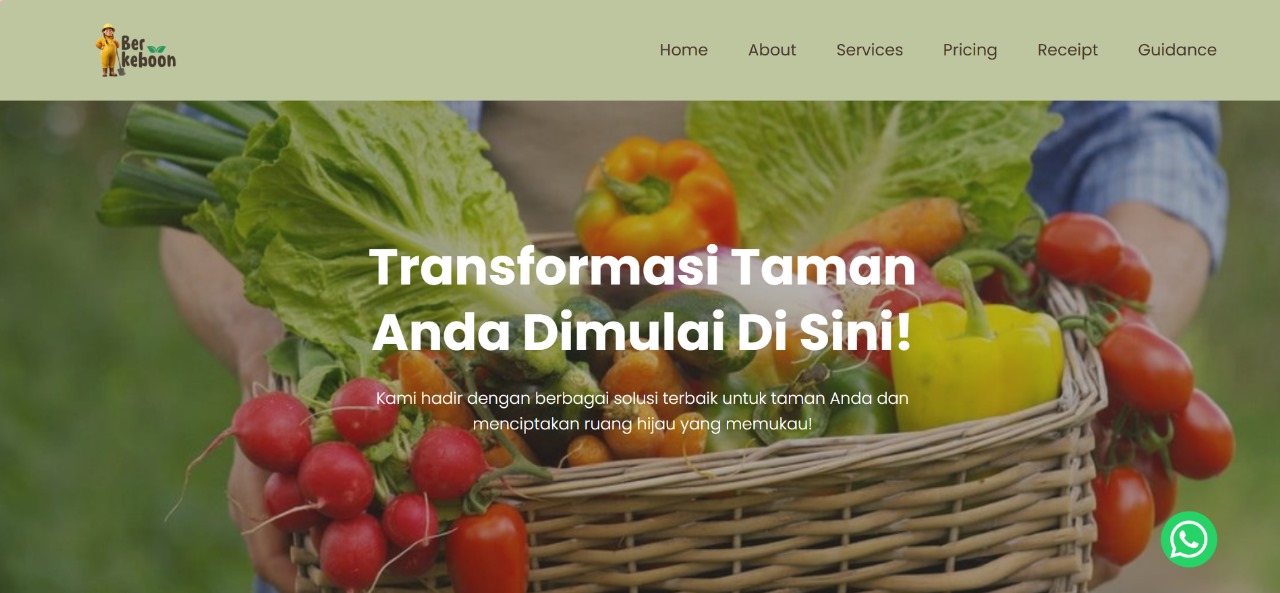 Ber
keboon
Home About Services Pricing Receipt Guidance
Transformasi Taman
Anda Dimulai Di Sini!
Kami hadir dengan berbagai solusi terbaik untuk taman Anda dan
menciptakan ruang hijau yang memukau!